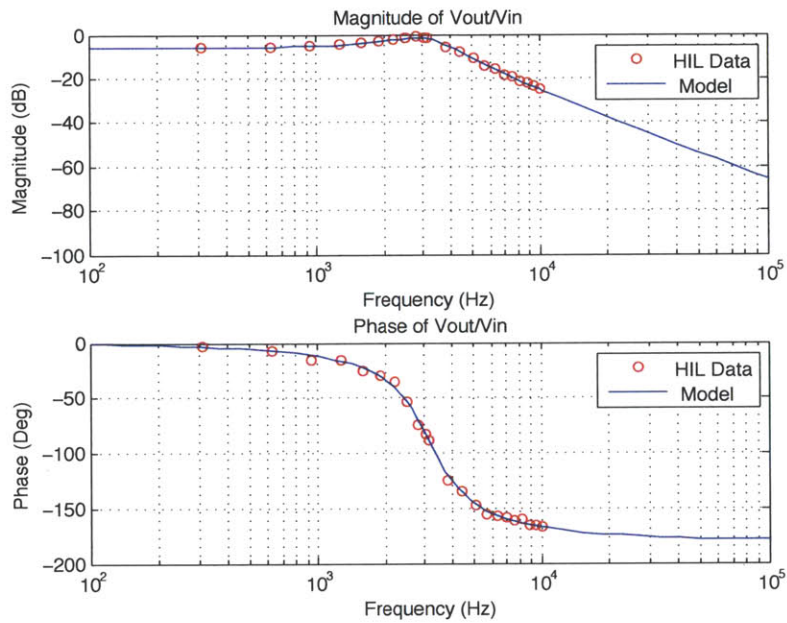 Magnitude of Vout/Vin
Magnitude (dB)
0
−20
−40
−60
−80
−100
HIL Data
Model
10^2
10^3
10^4
10^5
Frequency (Hz)
Phase of Vout/Vin
Phase (Deg)
0
−50
−100
−150
−200
HIL Data
Model
10^2
10^3
10^4
10^5
Frequency (Hz)